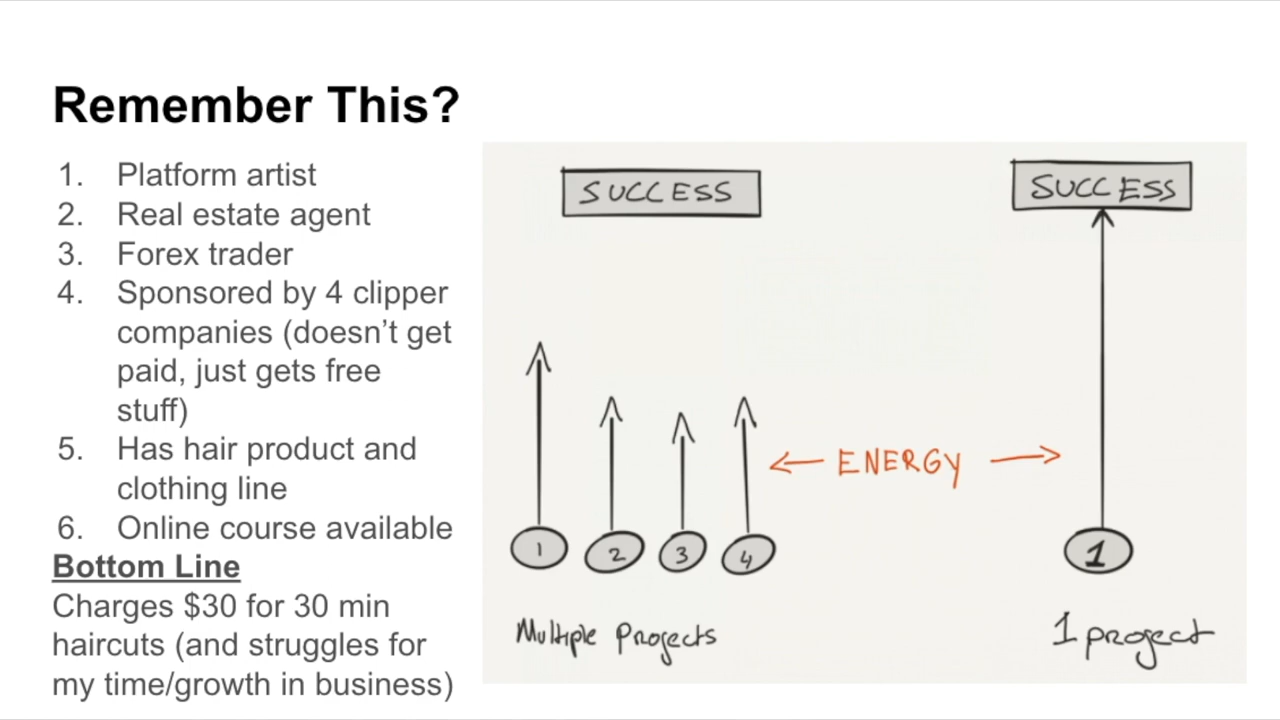 Remember This?
1. Platform artist
2. Real estate agent
3. Forex trader
4. Sponsored by 4 clipper
companies (doesn’t get
paid, just gets free
stuff)
5. Has hair product and
clothing line
6. Online course available
Bottom Line
Charges $30 for 30 min
haircuts (and struggles for
my time/growth in business)
SUCCESS
SUCCESS
ENERGY
1
2
3
4
1
Multiple Projects
1 project